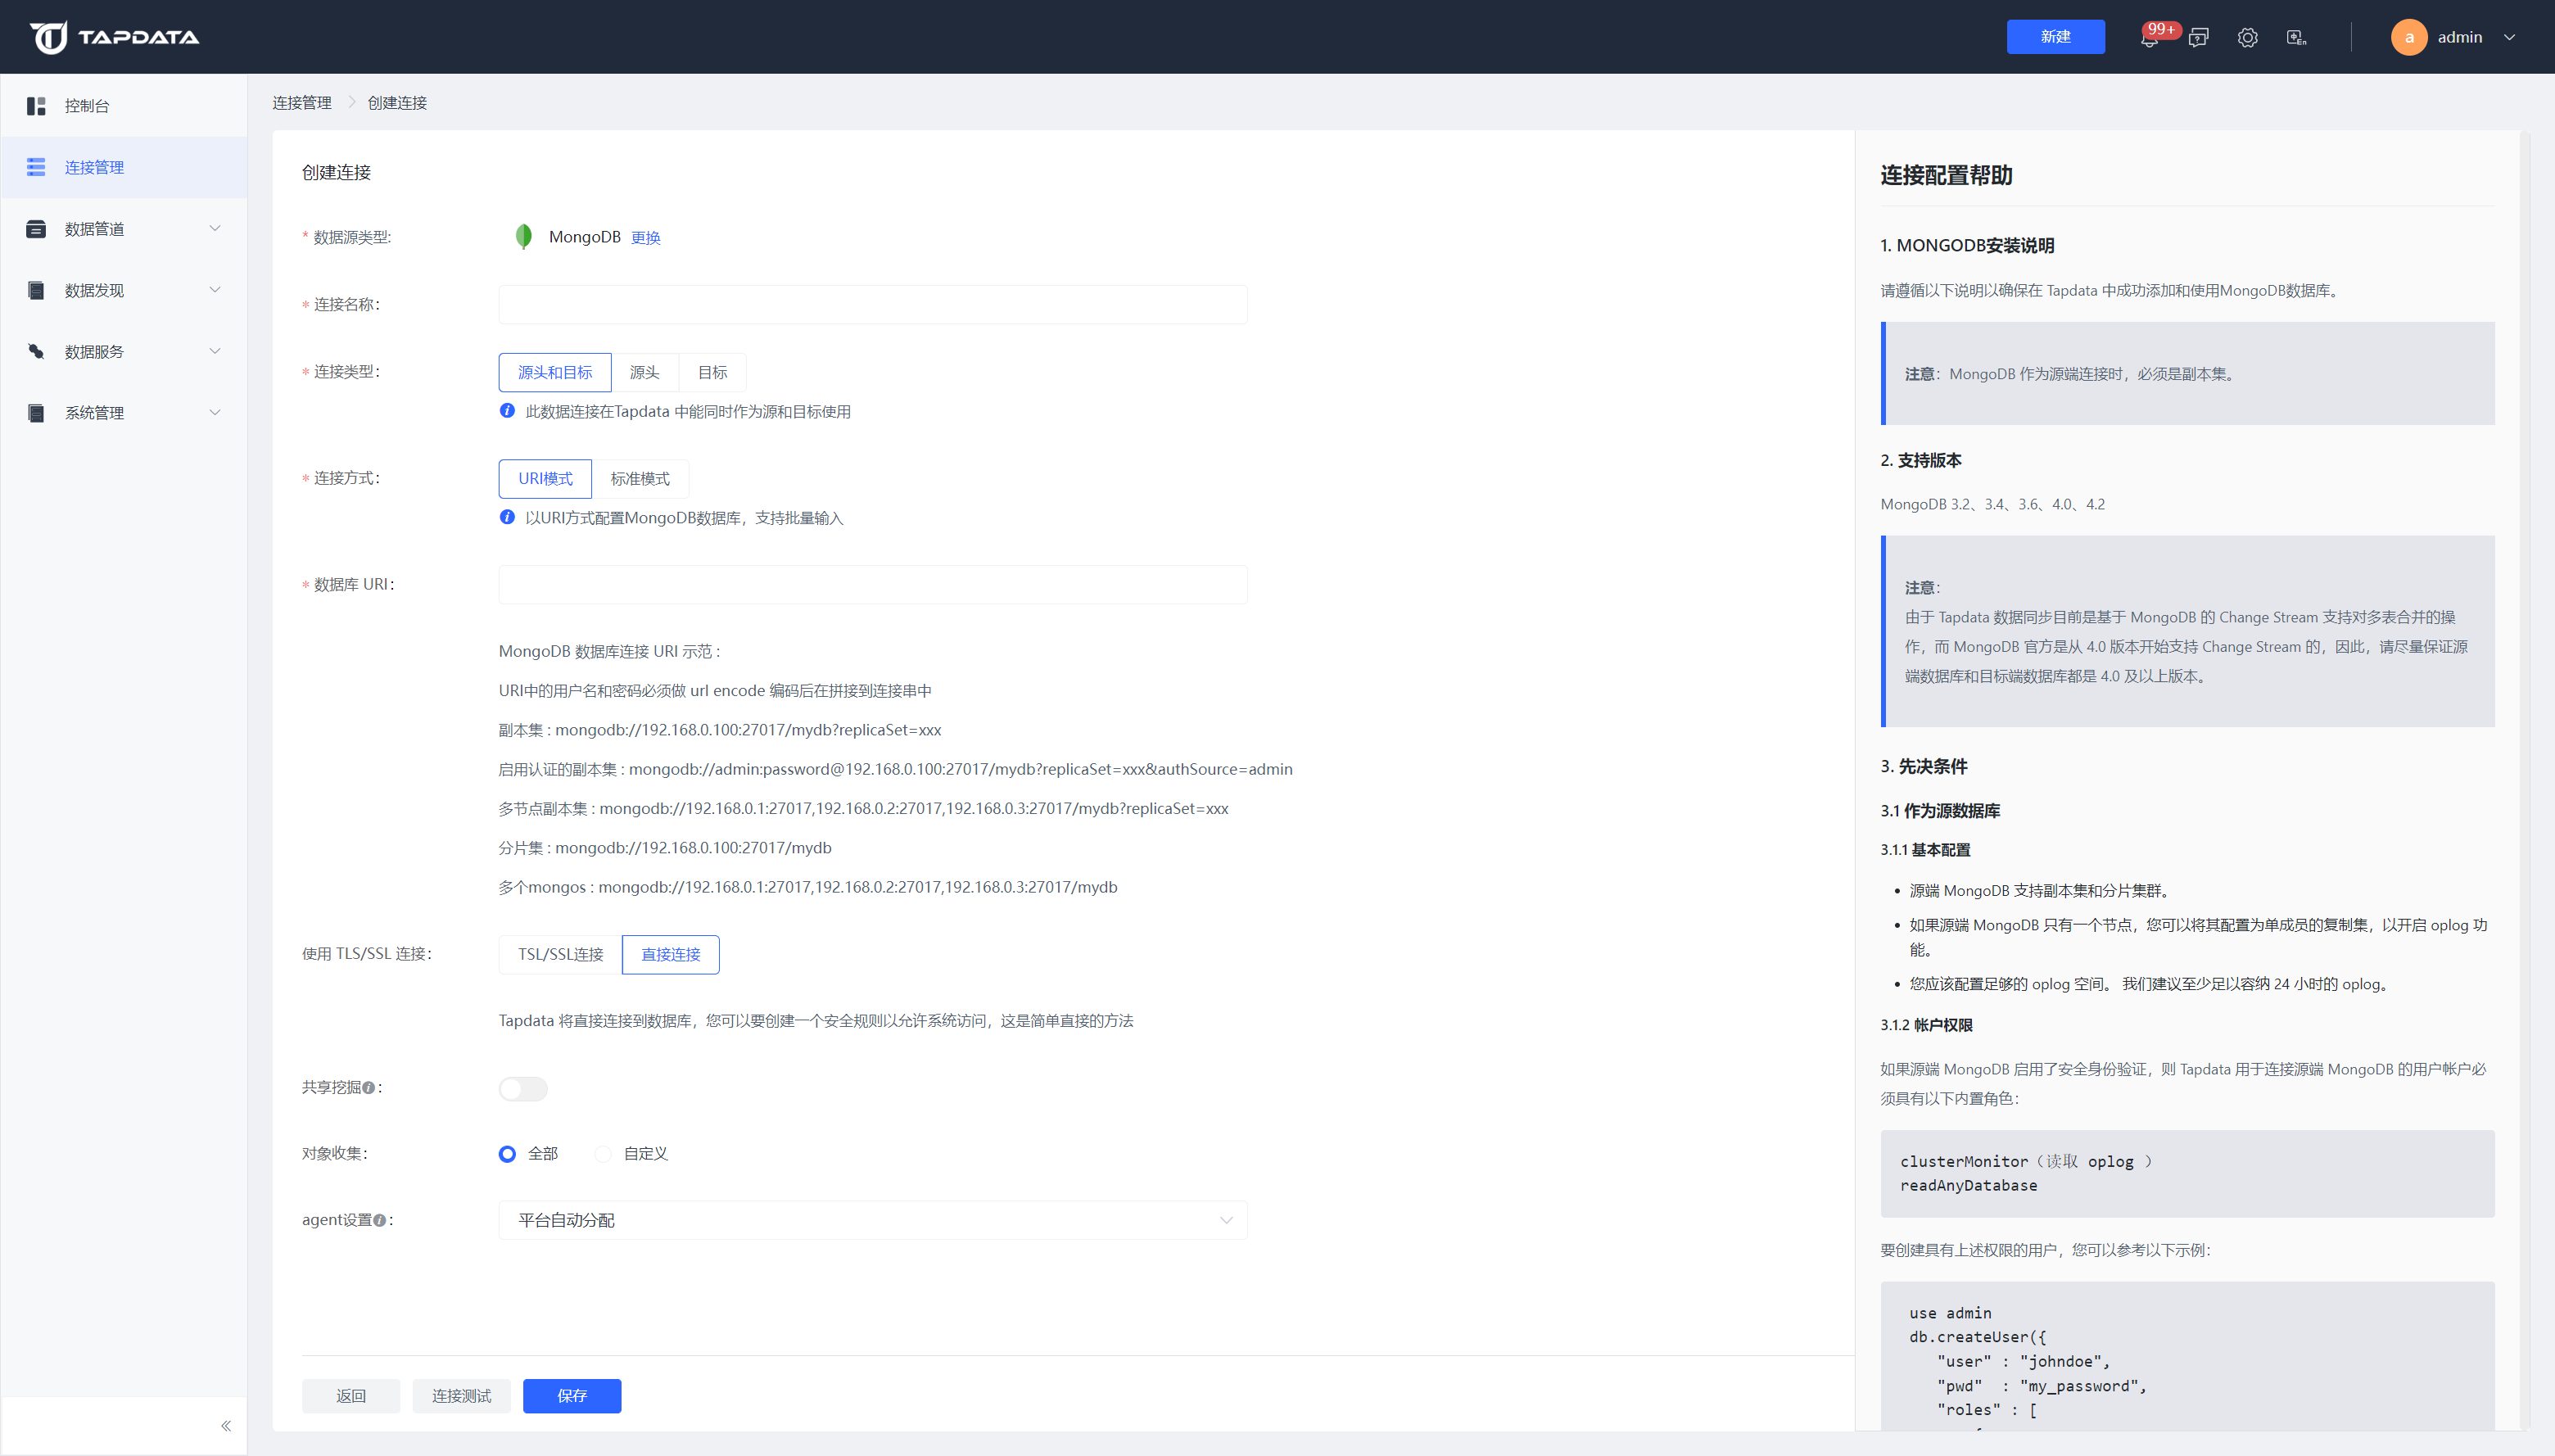 TAPDATA
新建
99+
a
admin
控制台
连接管理
数据管道
数据发现
数据服务
系统管理
连接管理
创建连接
创建连接
* 数据源类型:
MongoDB 更换
* 连接名称:
* 连接类型:
源头和目标
源头
目标
此数据连接在Tapdata 中能同时作为源和目标使用
* 连接方式:
URI模式
标准模式
以URI方式配置MongoDB数据库，支持批量输入
* 数据库 URI:
MongoDB 数据库连接 URI 示范 :
URI中的用户名和密码必须做 url encode 编码后在拼接到连接串中
副本集 : mongodb://192.168.0.100:27017/mydb?replicaSet=xxx
启用认证的副本集 : mongodb://admin:password@192.168.0.100:27017/mydb?replicaSet=xxx&authSource=admin
多节点副本集 : mongodb://192.168.0.1:27017,192.168.0.2:27017,192.168.0.3:27017/mydb?replicaSet=xxx
分片集 : mongodb://192.168.0.100:27017/mydb
多个mongos : mongodb://192.168.0.1:27017,192.168.0.2:27017,192.168.0.3:27017/mydb
使用 TLS/SSL 连接:
TSL/SSL连接
直接连接
Tapdata 将直接连接到数据库，您可以要创建一个安全规则以允许系统访问，这是简单直接的方法
共享挖掘:
对象收集:
全部
自定义
agent设置:
平台自动分配
返回
连接测试
保存
连接配置帮助
1. MONGODB安装说明
请遵循以下说明以确保在 Tapdata 中成功添加和使用MongoDB数据库。
注意：MongoDB 作为源端连接时，必须是副本集。
2. 支持版本
MongoDB 3.2、3.4、3.6、4.0、4.2
注意：
由于 Tapdata 数据同步目前是基于 MongoDB 的 Change Stream 支持对多表合并的操
作，而 MongoDB 官方是从 4.0 版本开始支持 Change Stream 的，因此，请尽量保证源
端数据库和目标端数据库都是 4.0 及以上版本。
3. 先决条件
3.1 作为源数据库
3.1.1 基本配置
• 源端 MongoDB 支持副本集和分片集群。
• 如果源端 MongoDB 只有一个节点，您可以将其配置为单成员的复制集，以开启 oplog 功
能。
• 您应该配置足够的 oplog 空间。 我们建议至少足以容纳 24 小时的 oplog。
3.1.2 帐户权限
如果源端 MongoDB 启用了安全身份验证，则 Tapdata 用于连接源端 MongoDB 的用户帐户必
须具有以下内置角色：
clusterMonitor（读取 oplog ）
readAnyDatabase
要创建具有上述权限的用户，您可以参考以下示例：
use admin
db.createUser({
"user" : "johndoe",
"pwd"  : "my_password",
"roles" : [